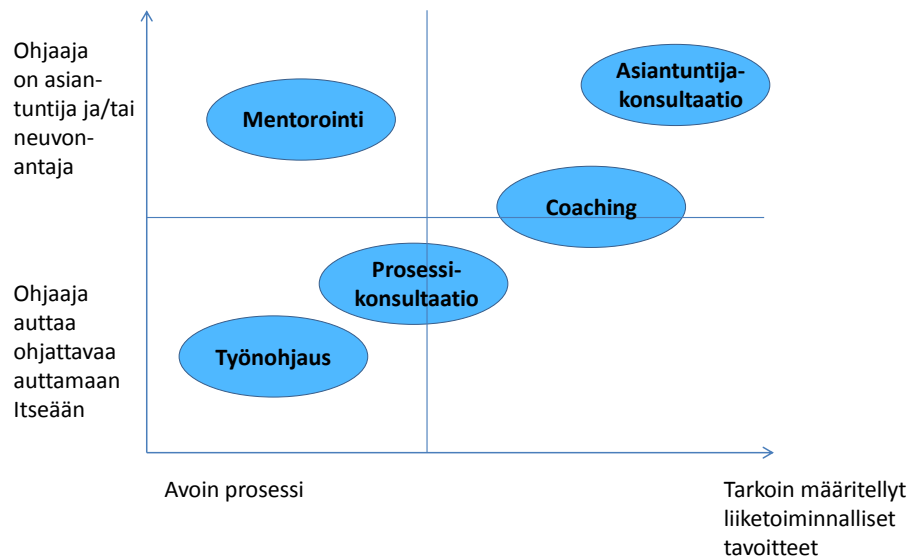 Ohjaaja
on asian-
tuntija ja/tai
neuvon-
antaja
Asiantuntija-
konsultaatio
Mentorointi
Coaching
Prosessi-
konsultaatio
Ohjaaja
auttaa
ohjattavaa
auttamaan
Itseään
Työnohjaus
Avoin prosessi
Tarkoin määritellyt
liiketoiminnalliset
tavoitteet